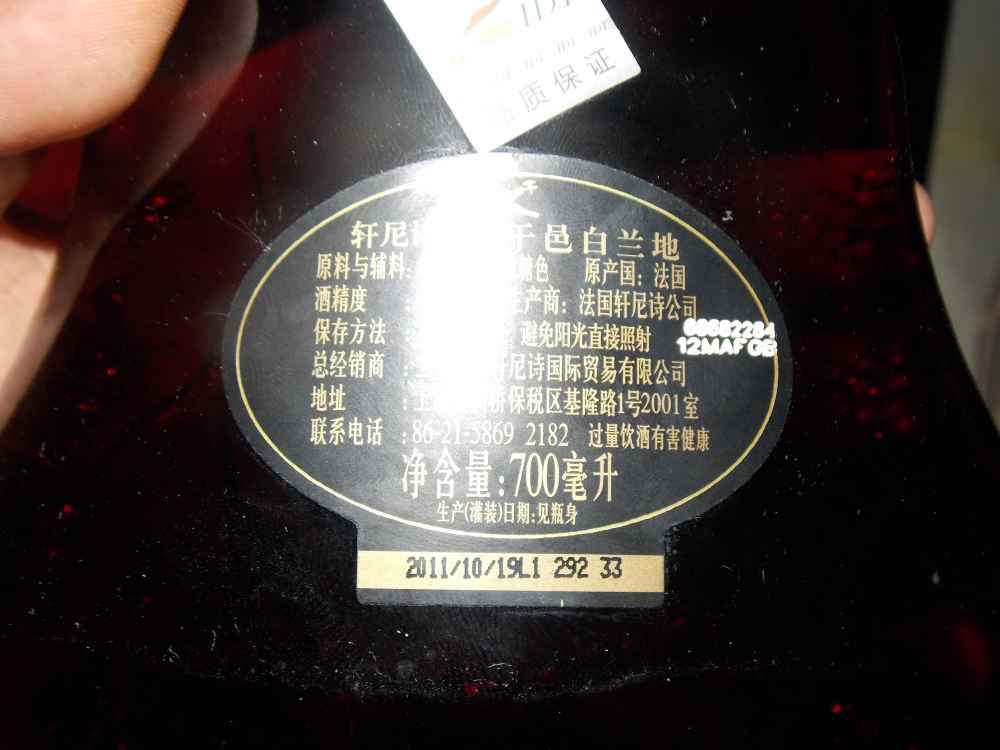 质保证
轩尼 干邑白兰地
原料与辅料: 色 原产国: 法国
酒精度 : 产商: 法国轩尼诗公司
保存方法 : 避免阳光直接照射
66682284
12MAF
总经销商 : 轩尼诗国际贸易有限公司
地址 : 保税区基隆路1号2001室
联系电话 :86-21-5869 2182 过量饮酒有害健康
净含量:700毫升
生产(灌装)日期:见瓶身
2011/10/19L1 292 33